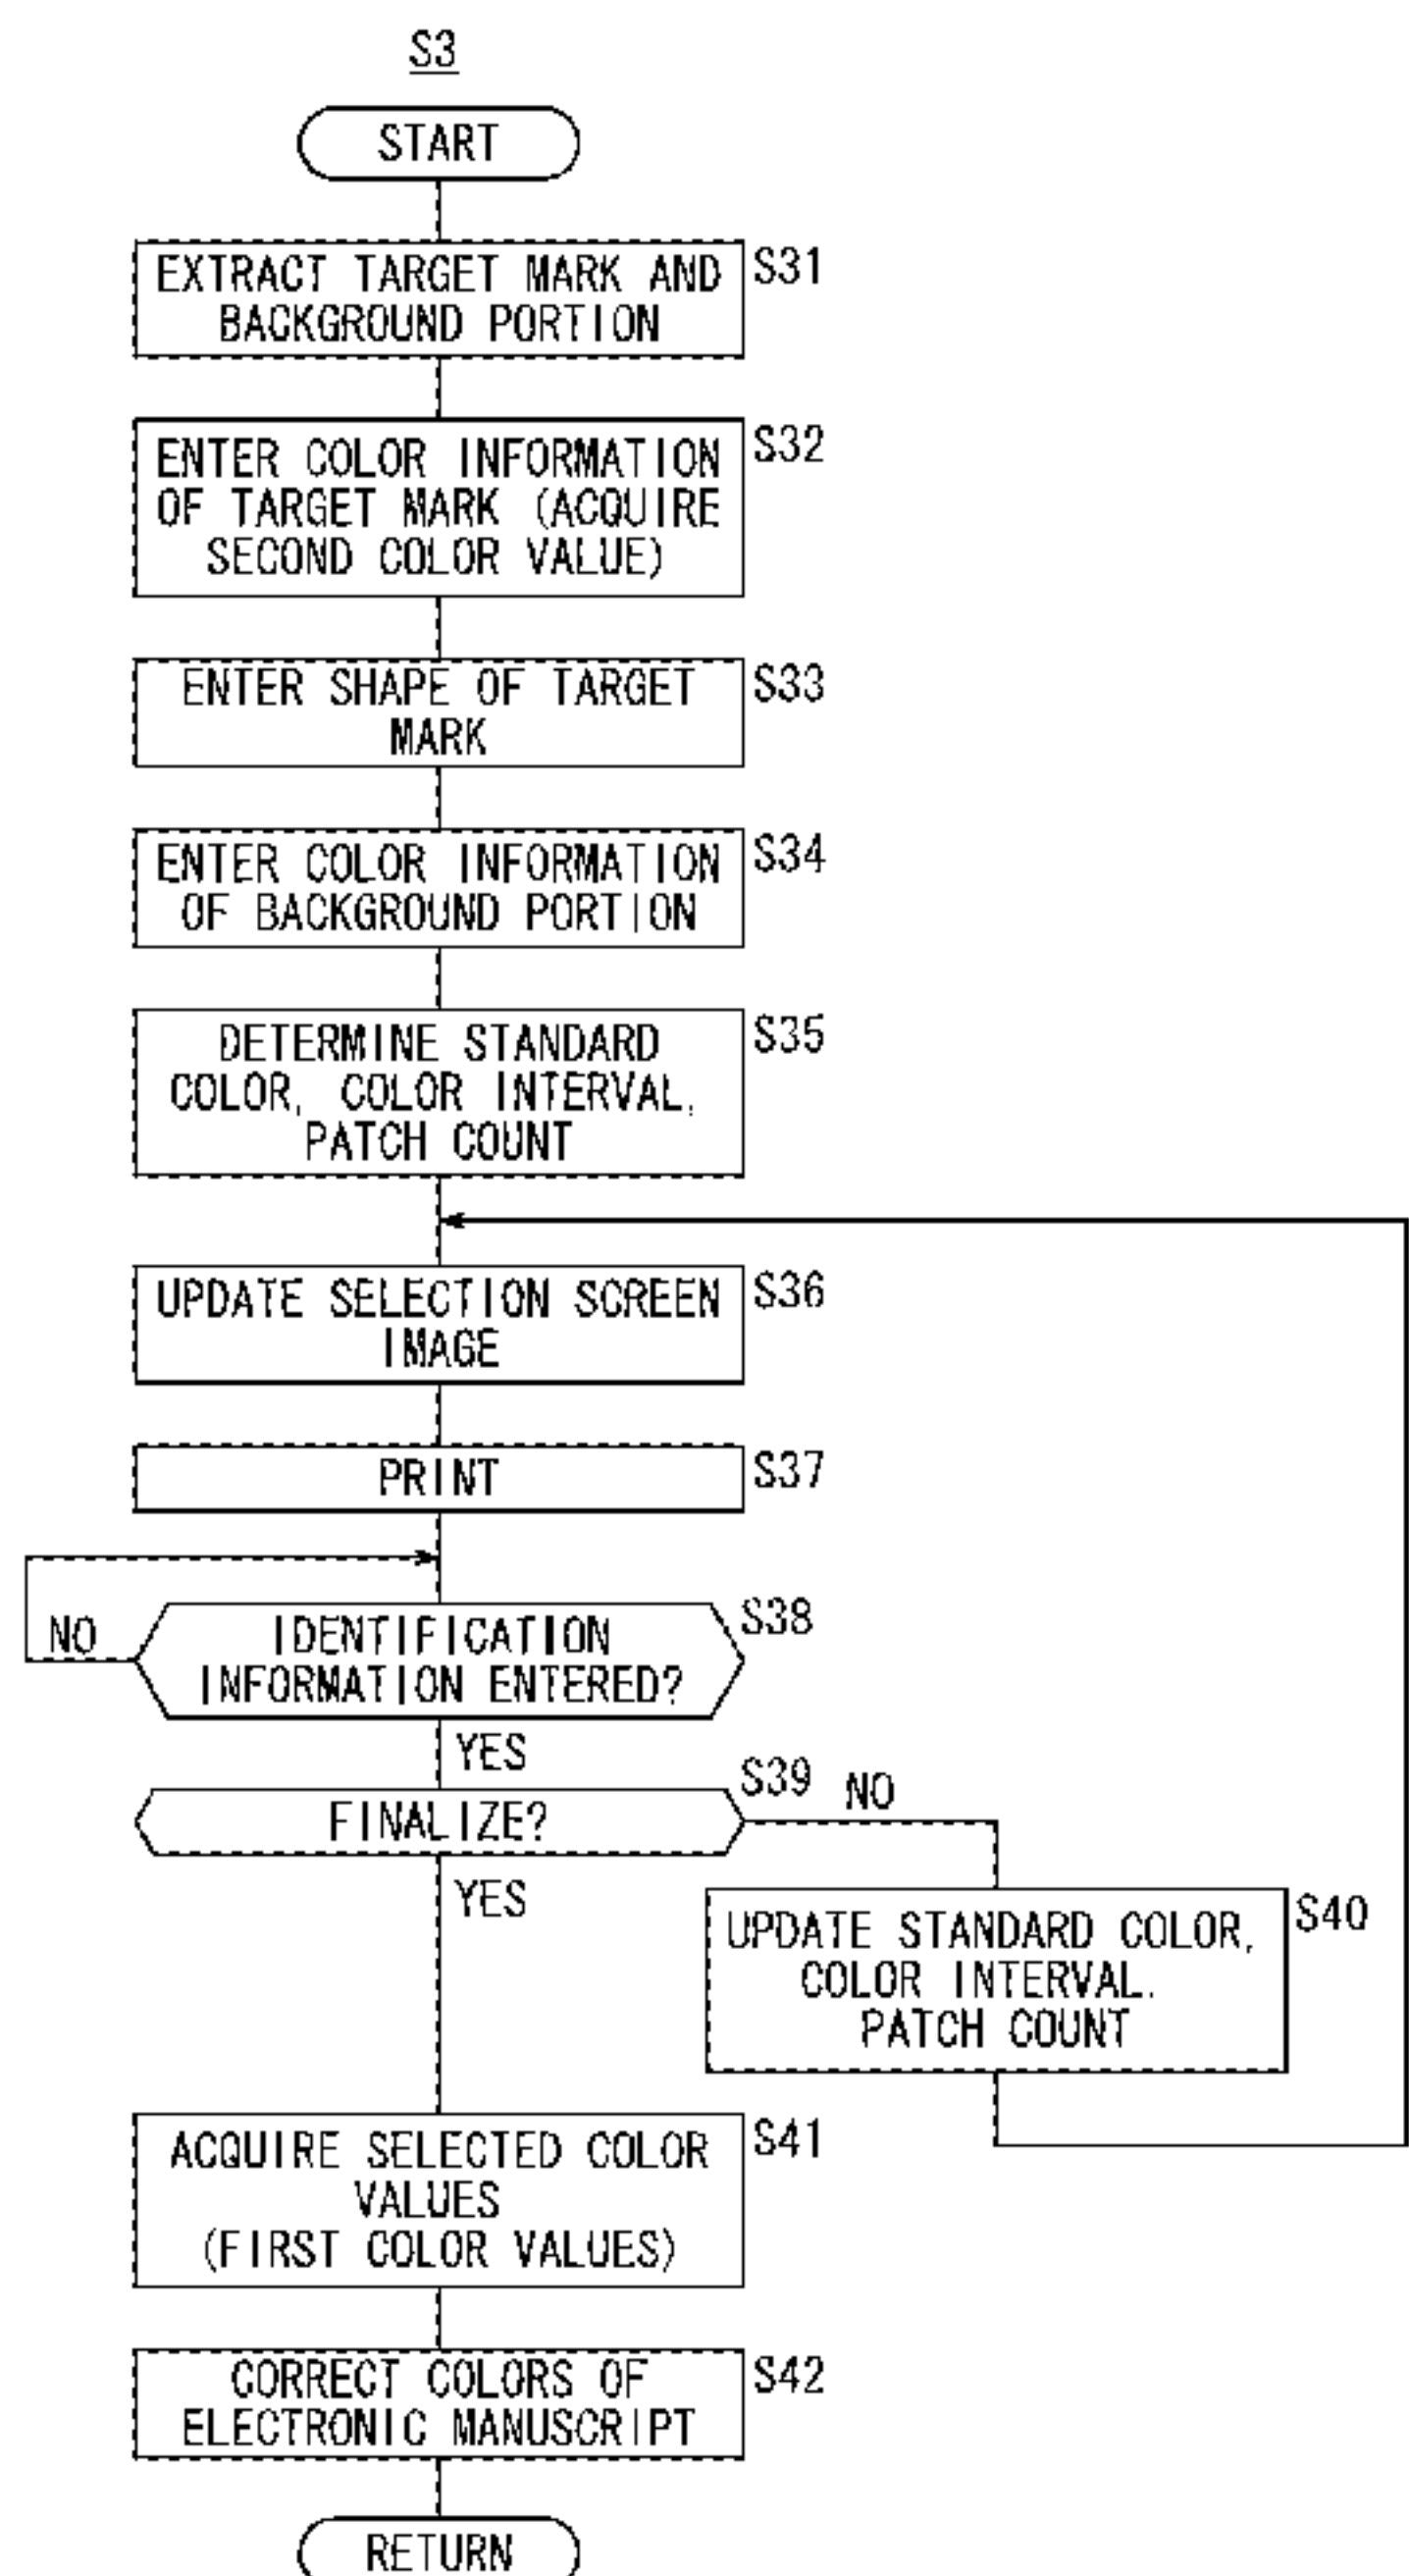 S3
START
EXTRACT TARGET MARK AND
BACKGROUND PORTION
S31
ENTER COLOR INFORMATION
OF TARGET MARK (ACQUIRE
SECOND COLOR VALUE)
S32
ENTER SHAPE OF TARGET
MARK
S33
ENTER COLOR INFORMATION
OF BACKGROUND PORTION
S34
DETERMINE STANDARD
COLOR, COLOR INTERVAL,
PATCH COUNT
S35
UPDATE SELECTION SCREEN
IMAGE
S36
PRINT
S37
IDENTIFICATION
INFORMATION ENTERED?
S38
NO
YES
FINALIZE?
S39
NO
YES
UPDATE STANDARD COLOR,
COLOR INTERVAL,
PATCH COUNT
S40
ACQUIRE SELECTED COLOR
VALUES
(FIRST COLOR VALUES)
S41
CORRECT COLORS OF
ELECTRONIC MANUSCRIPT
S42
RETURN